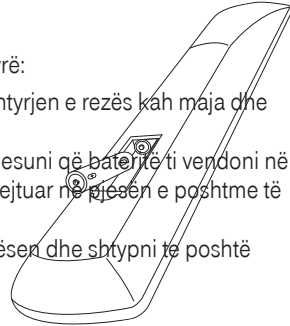 rë:
htyrjen e rezës kah maja dhe
esuni që bateritë ti vendoni në
ejtuar në pjesën e poshtme të
ësen dhe shtypni te poshtë